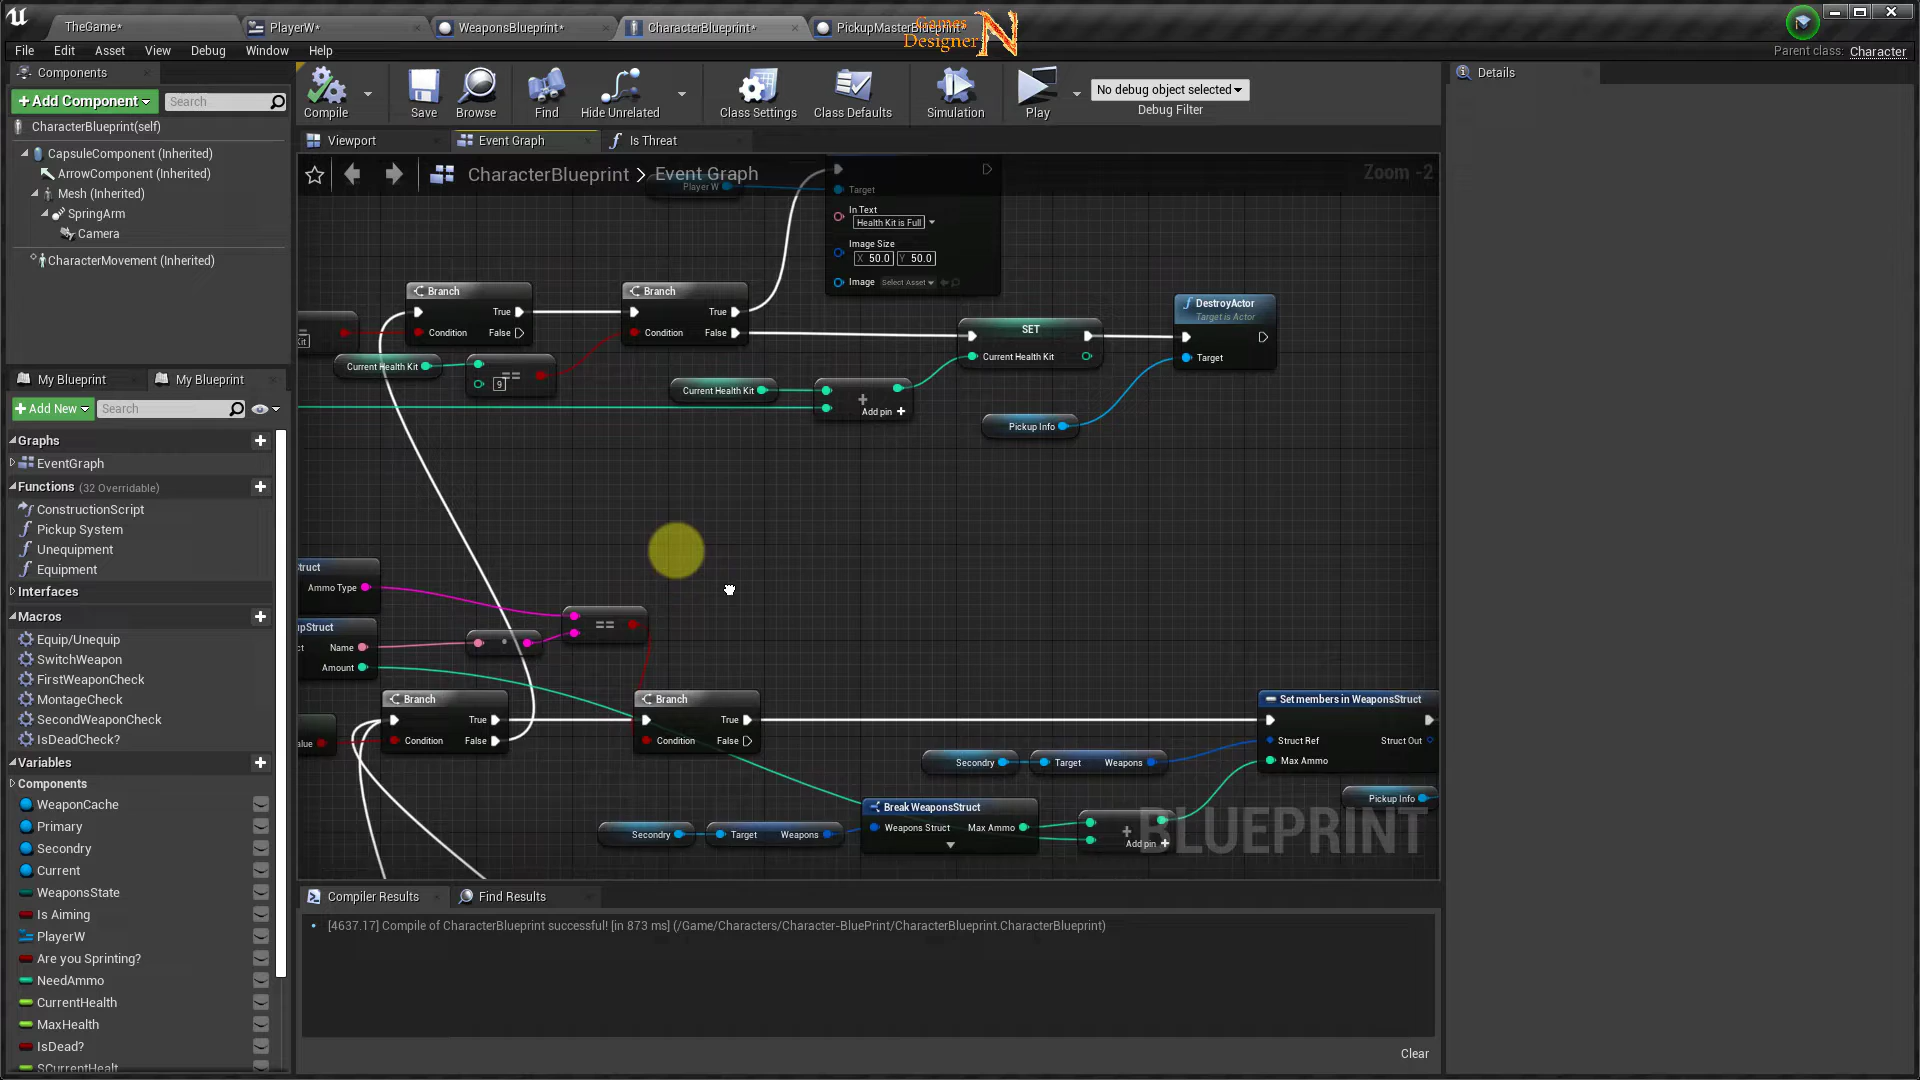 TheGame*
PlayerW*
WeaponsBlueprint*
CharacterBlueprint*
PickupMasterBlueprint*
Games
Designer
N
File Edit Asset View Debug Window Help
Parent class: Character
Components
+Add Component
Search
CharacterBlueprint(self)
CapsuleComponent (Inherited)
ArrowComponent (Inherited)
Mesh (Inherited)
SpringArm
Camera
CharacterMovement (Inherited)
Compile
Save
Browse
Find
Hide Unrelated
Class Settings
Class Defaults
Simulation
Play
No debug object selected
Debug Filter
Details
Viewport
Event Graph
Is Threat
CharacterBlueprint > Event Graph
Zoom -2
Player W
Target
In Text
Health Kit is Full
Image Size
X 50.0 Y 50.0
Image Select Asset
Branch
True
Condition False
Branch
True
Condition False
Kit
Current Health Kit
==
9
Current Health Kit
+
Add pin +
SET
Current Health Kit
DestroyActor
Target is Actor
Target
Pickup Info
truct
Ammo Type
upStruct
ct Name
Amount
==
Branch
True
Condition False
alue
Branch
True
Condition False
Set members in WeaponsStruct
Struct Ref Struct Out
Max Ammo
Secondry
Target Weapons
Pickup Info
Break WeaponsStruct
Weapons Struct Max Ammo
Secondry
Target Weapons
+
Add pin +
BLUEPRINT
My Blueprint
My Blueprint
+Add New
Search
Graphs
EventGraph
Functions (32 Overridable)
ConstructionScript
Pickup System
Unequipment
Equipment
Interfaces
Macros
Equip/Unequip
SwitchWeapon
FirstWeaponCheck
MontageCheck
SecondWeaponCheck
IsDeadCheck?
Variables
Components
WeaponCache
Primary
Secondry
Current
WeaponsState
Is Aiming
PlayerW
Are you Sprinting?
NeedAmmo
CurrentHealth
MaxHealth
IsDead?
SCurrentHealt
Compiler Results
Find Results
[4637.17] Compile of CharacterBlueprint successful! [in 873 ms] (/Game/Characters/Character-BluePrint/CharacterBlueprint.CharacterBlueprint)
Clear